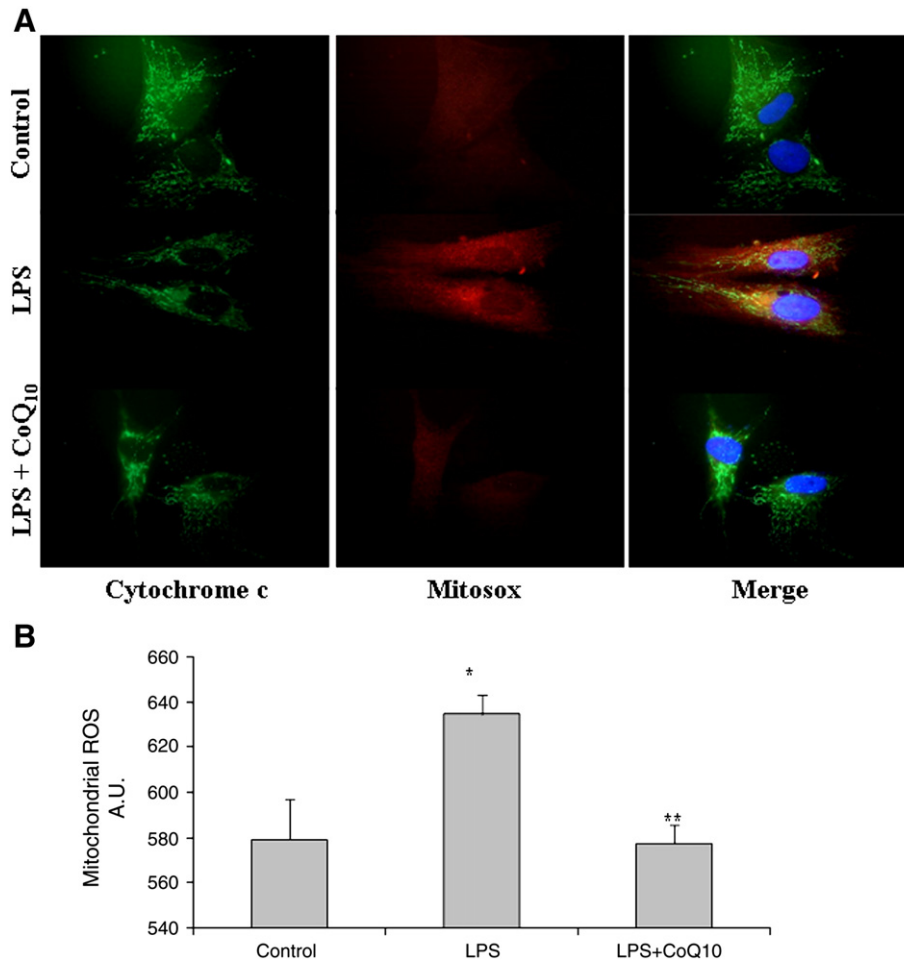 A
Control
LPS
LPS + CoQ10
Cytochrome c
Mitosox
Merge
B
Mitochondrial ROS
A.U.
660
640
620
600
580
560
540
*
**
Control
LPS
LPS+CoQ10